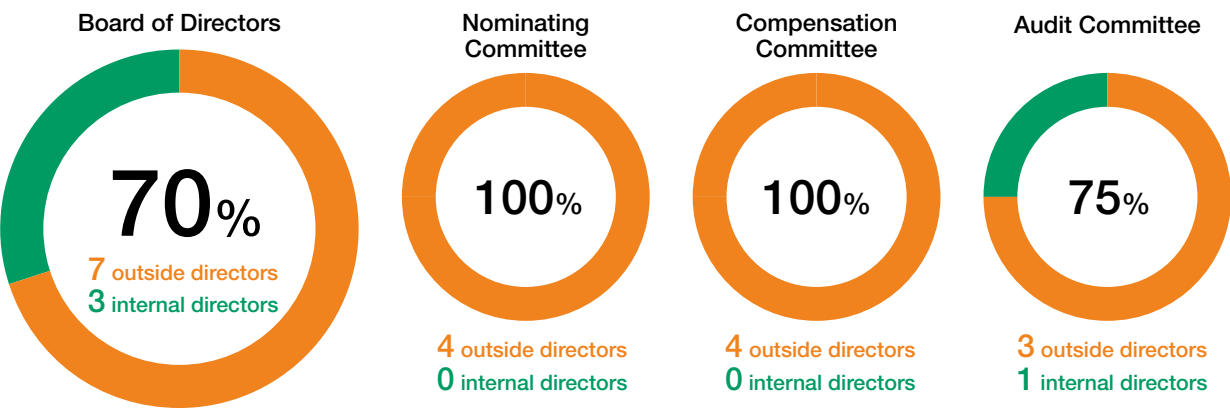 Board of Directors
70%
7 outside directors
3 internal directors
Nominating
Committee
100%
4 outside directors
0 internal directors
Compensation
Committee
100%
4 outside directors
0 internal directors
Audit Committee
75%
3 outside directors
1 internal directors